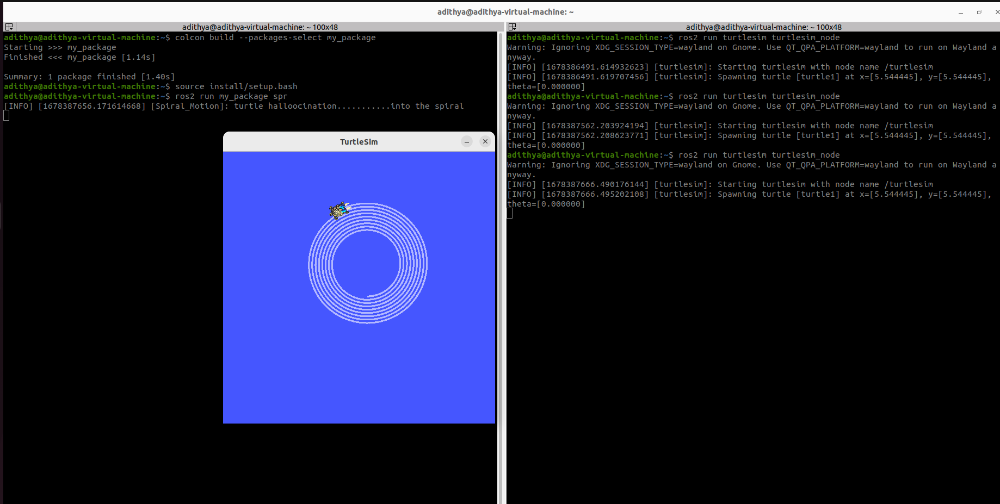 adithya@adithya-virtual-machine: ~
adithya@adithya-virtual-machine: ~ 100x48
adithya@adithya-virtual-machine:~$ colcon build --packages-select my_package
Starting >>> my_package
Finished <<< my_package [1.14s]
Summary: 1 package finished [1.40s]
adithya@adithya-virtual-machine:~$ source install/setup.bash
adithya@adithya-virtual-machine:~$ ros2 run my_package spr
[INFO] [1678387656.171614668] [Spiral_Motion]: turtle halloocination...........into the spiral
TurtleSim
adithya@adithya-virtual-machine: ~ 100x48
adithya@adithya-virtual-machine:~$ ros2 run turtlesim turtlesim_node
Warning: Ignoring XDG_SESSION_TYPE=wayland on Gnome. Use QT_QPA_PLATFORM=wayland to run on Wayland a
nyway.
[INFO] [1678386491.614932623] [turtlesim]: Starting turtlesim with node name /turtlesim
[INFO] [1678386491.619707456] [turtlesim]: Spawning turtle [turtle1] at x=[5.544445], y=[5.544445],
theta=[0.000000]
adithya@adithya-virtual-machine:~$ ros2 run turtlesim turtlesim_node
Warning: Ignoring XDG_SESSION_TYPE=wayland on Gnome. Use QT_QPA_PLATFORM=wayland to run on Wayland a
nyway.
[INFO] [1678387562.203924194] [turtlesim]: Starting turtlesim with node name /turtlesim
[INFO] [1678387562.208623771] [turtlesim]: Spawning turtle [turtle1] at x=[5.544445], y=[5.544445],
theta=[0.000000]
adithya@adithya-virtual-machine:~$ ros2 run turtlesim turtlesim_node
Warning: Ignoring XDG_SESSION_TYPE=wayland on Gnome. Use QT_QPA_PLATFORM=wayland to run on Wayland a
nyway.
[INFO] [1678387666.490176144] [turtlesim]: Starting turtlesim with node name /turtlesim
[INFO] [1678387666.495202108] [turtlesim]: Spawning turtle [turtle1] at x=[5.544445], y=[5.544445],
theta=[0.000000]